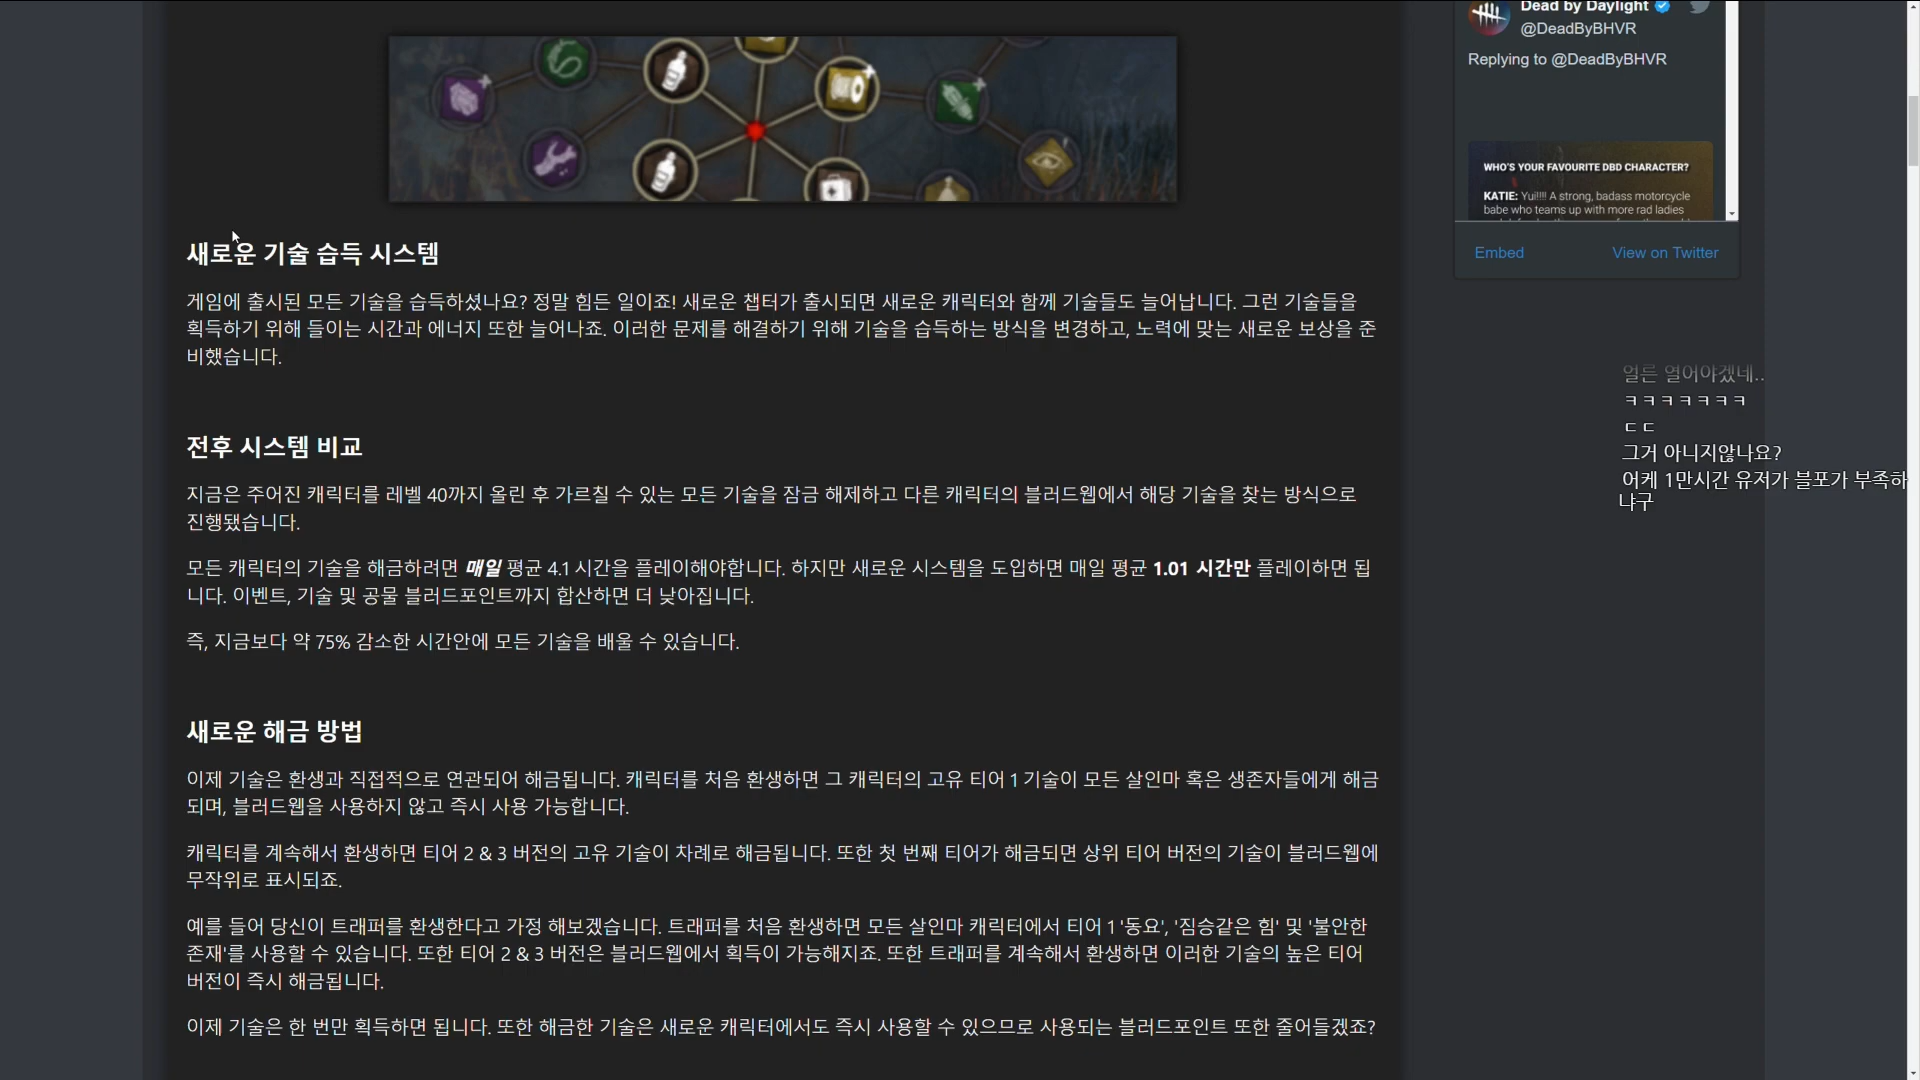 새로운 기술 습득 시스템
게임에 출시된 모든 기술을 습득하셨나요? 정말 힘든 일이죠! 새로운 챕터가 출시되면 새로운 캐릭터와 함께 기술들도 늘어납니다. 그런 기술들을
획득하기 위해 들이는 시간과 에너지 또한 늘어나죠. 이러한 문제를 해결하기 위해 기술을 습득하는 방식을 변경하고, 노력에 맞는 새로운 보상을 준
비했습니다.
전후 시스템 비교
지금은 주어진 캐릭터를 레벨 40까지 올린 후 가르칠 수 있는 모든 기술을 잠금 해제하고 다른 캐릭터의 블러드웹에서 해당 기술을 찾는 방식으로
진행됐습니다.
모든 캐릭터의 기술을 해금하려면 매일 평균 4.1 시간을 플레이해야합니다. 하지만 새로운 시스템을 도입하면 매일 평균 1.01 시간만 플레이하면 됩
니다. 이벤트, 기술 및 공물 블러드포인트까지 합산하면 더 낮아집니다.
즉, 지금보다 약 75% 감소한 시간안에 모든 기술을 배울 수 있습니다.
새로운 해금 방법
이제 기술은 환생과 직접적으로 연관되어 해금됩니다. 캐릭터를 처음 환생하면 그 캐릭터의 고유 티어 1 기술이 모든 살인마 혹은 생존자들에게 해금
되며, 블러드웹을 사용하지 않고 즉시 사용 가능합니다.
캐릭터를 계속해서 환생하면 티어 2 & 3 버전의 고유 기술이 차례로 해금됩니다. 또한 첫 번째 티어가 해금되면 상위 티어 버전의 기술이 블러드웹에
무작위로 표시되죠.
예를 들어 당신이 트래퍼를 환생한다고 가정 해보겠습니다. 트래퍼를 처음 환생하면 모든 살인마 캐릭터에서 티어 1 '동요', '짐승같은 힘' 및 '불안한
존재'를 사용할 수 있습니다. 또한 티어 2 & 3 버전은 블러드웹에서 획득이 가능해지죠. 또한 트래퍼를 계속해서 환생하면 이러한 기술의 높은 티어
버전이 즉시 해금됩니다.
이제 기술은 한 번만 획득하면 됩니다. 또한 해금한 기술은 새로운 캐릭터에서도 즉시 사용할 수 있으므로 사용되는 블러드포인트 또한 줄어들겠죠?
Dead by Daylight
@DeadByBHVR
Replying to @DeadByBHVR
WHO'S YOUR FAVOURITE DBD CHARACTER?
KATIE: Yui!!!! A strong, badass motorcycle
babe who teams up with more rad ladies
Embed View on Twitter
얼른 열어야겠네..
ㅋㅋㅋㅋㅋㅋㅋ
ㄷㄷ
그거 아니지않나요?
어케 1만시간 유저가 블포가 부족하
냐구